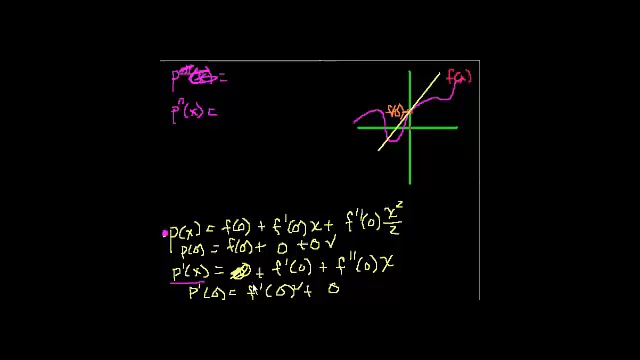 p''(x) =
f(x)
f(0)
p(x) = f(0) + f'(0)x + f''(0) x²/2
p(0) = f(0) + 0 + 0 ✓
p'(x) = + f'(0) + f''(0) x
p'(0) = f'(0) + 0